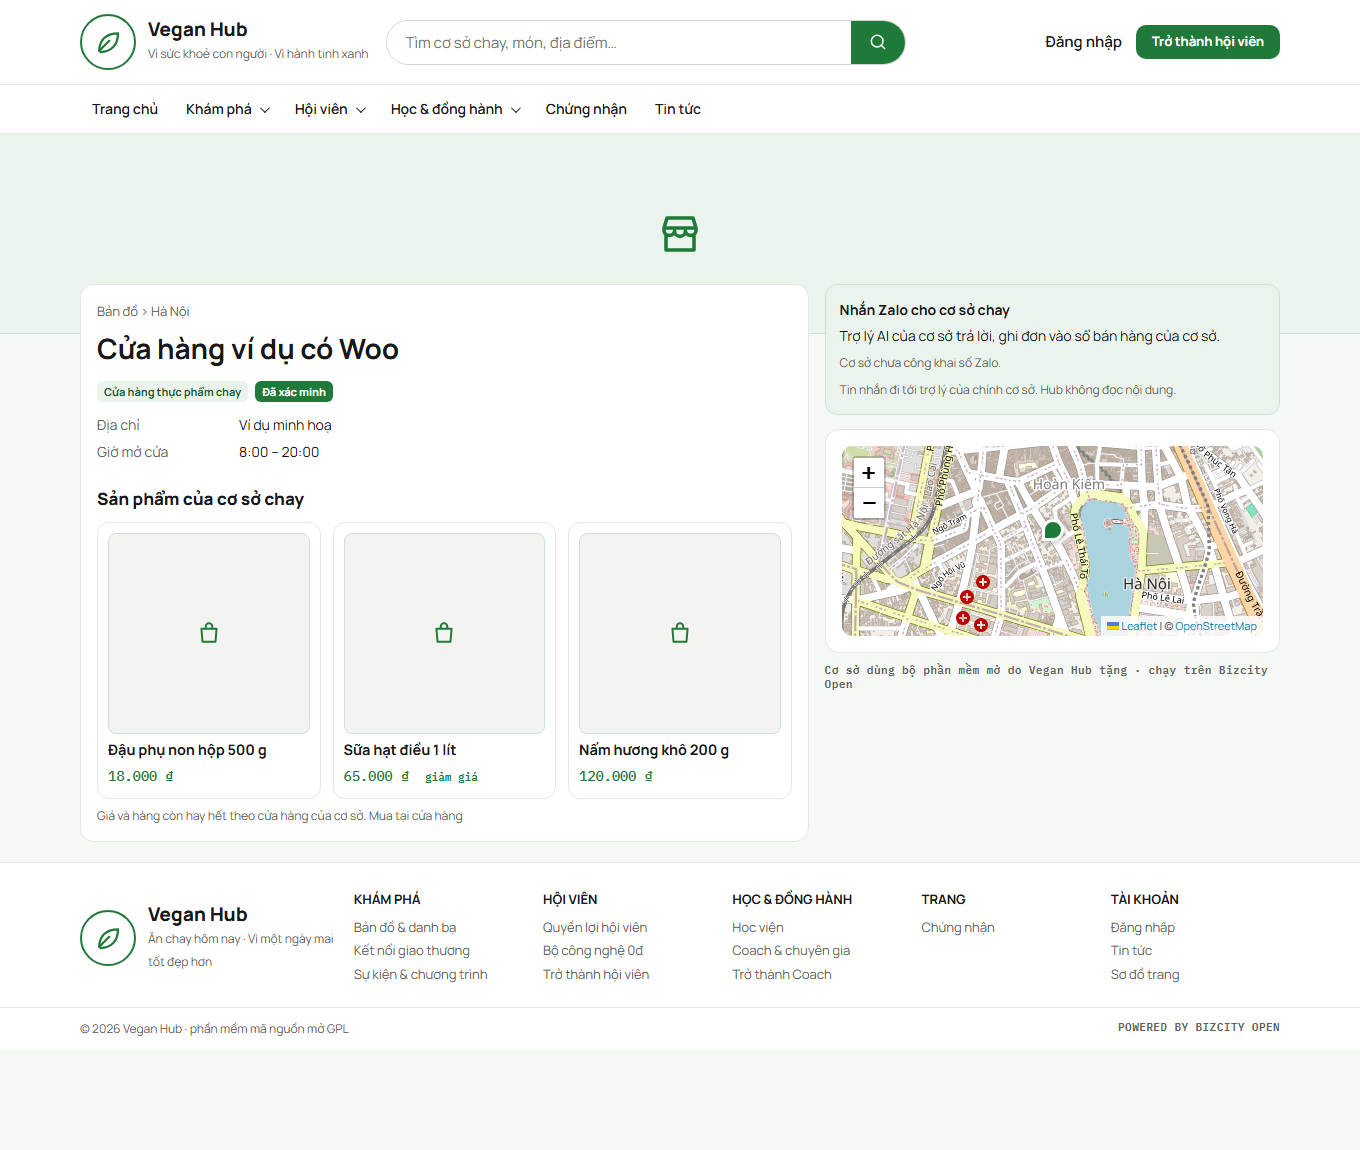 Vegan Hub
Vì sức khoẻ con người · Vì hành tinh xanh
Tìm cơ sở chay, món, địa điểm...
Đăng nhập
Trở thành hội viên
Trang chủ
Khám phá
Hội viên
Học & đồng hành
Chứng nhận
Tin tức
Bản đồ › Hà Nội
Cửa hàng ví dụ có Woo
Cửa hàng thực phẩm chay
Đã xác minh
Địa chỉ
Ví dụ minh hoạ
Giờ mở cửa
8:00 – 20:00
Sản phẩm của cơ sở chay
Đậu phụ non hộp 500 g
18.000 ₫
Sữa hạt điều 1 lít
65.000 ₫ giảm giá
Nấm hương khô 200 g
120.000 ₫
Giá và hàng còn hay hết theo cửa hàng của cơ sở. Mua tại cửa hàng
Nhắn Zalo cho cơ sở chay
Trợ lý AI của cơ sở trả lời, ghi đơn vào sổ bán hàng của cơ sở.
Cơ sở chưa công khai số Zalo.
Tin nhắn đi tới trợ lý của chính cơ sở. Hub không đọc nội dung.
+
−
Hoàn Kiếm
Ngõ Trạm
Ngõ Hội Vũ
Phố Lê Thái Tổ
Hà Nội
Phố Lê Lai
Phố Vọng Hà
Leaflet | © OpenStreetMap
Cơ sở dùng bộ phần mềm mở do Vegan Hub tặng · chạy trên Bizcity
Open
Vegan Hub
Ăn chay hôm nay · Vì một ngày mai
tốt đẹp hơn
KHÁM PHÁ
Bản đồ & danh bạ
Kết nối giao thương
Sự kiện & chương trình
HỘI VIÊN
Quyền lợi hội viên
Bộ công nghệ 0đ
Trở thành hội viên
HỌC & ĐỒNG HÀNH
Học viện
Coach & chuyên gia
Trở thành Coach
TRANG
Chứng nhận
TÀI KHOẢN
Đăng nhập
Tin tức
Sơ đồ trang
© 2026 Vegan Hub · phần mềm mã nguồn mở GPL
POWERED BY BIZCITY OPEN